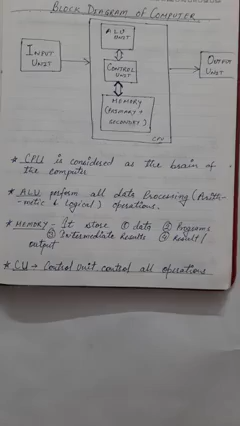 BLOCK DIAGRAM OF COMPUTER
ALU
UNIT
INPUT
UNIT
CONTROL
UNIT
OUTPUT
UNIT
MEMORY
(PRIMARY +
SECONDARY)
CPU
* CPU is considered as the brain of
the computer
* ALU perform all data Processing (Arith-
-metic & Logical) operations.
* MEMORY - It store ① data ② Programs
③ Intermediate Results ④ Result/
output
* CU → Control Unit control all operations